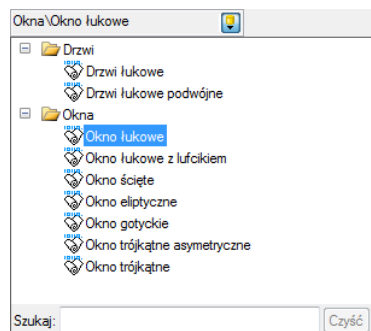 Okna\Okno łukowe
Drzwi
Drzwi łukowe
Drzwi łukowe podwójne
Okna
Okno łukowe
Okno łukowe z lufcikiem
Okno ścięte
Okno eliptyczne
Okno gotyckie
Okno trójkątne asymetryczne
Okno trójkątne
Szukaj: Czyść